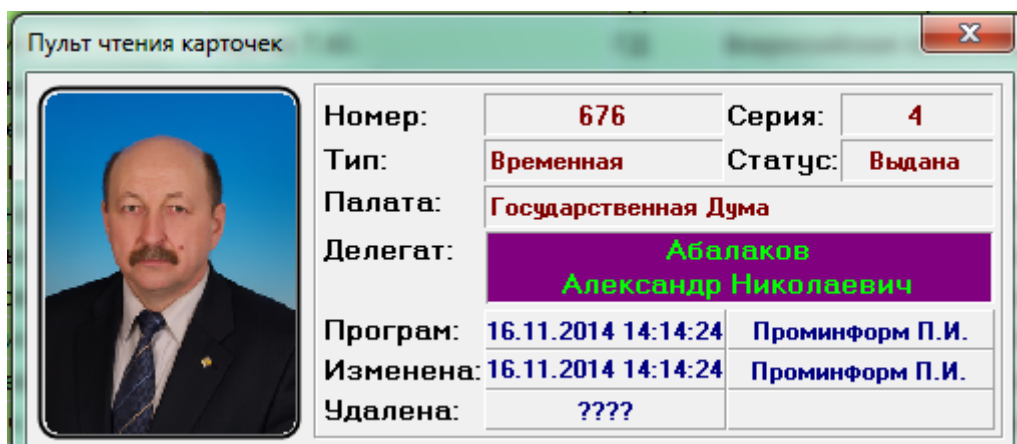 Пульт чтения карточек
Номер: 676 Серия: 4
Тип: Временная Статус: Выдана
Палата: Государственная Дума
Делегат: Абалаков
Александр Николаевич
Програм: 16.11.2014 14:14:24 Проминформ П.И.
Изменена: 16.11.2014 14:14:24 Проминформ П.И.
Удалена: ????